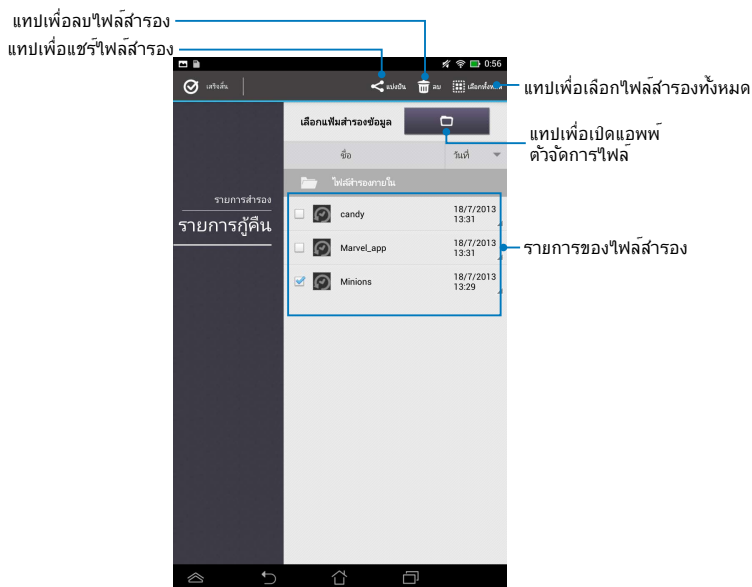 แทปเพื่อลบไฟล์สำรอง
แทปเพื่อแชร์ไฟล์สำรอง
0:56
เสร็จสิ้น
แบ่งปัน
ลบ
เลือกทั้งหมด
แทปเพื่อเลือกไฟล์สำรองทั้งหมด
เลือกแฟ้มสำรองข้อมูล
แทปเพื่อเปิดแอพพ์
ตัวจัดการไฟล์
ชื่อ วันที่
ไฟล์สำรองภายใน
รายการสำรอง
รายการกู้คืน
candy 18/7/2013 13:31
Marvel_app 18/7/2013 13:31
รายการของไฟล์สำรอง
Minions 18/7/2013 13:29